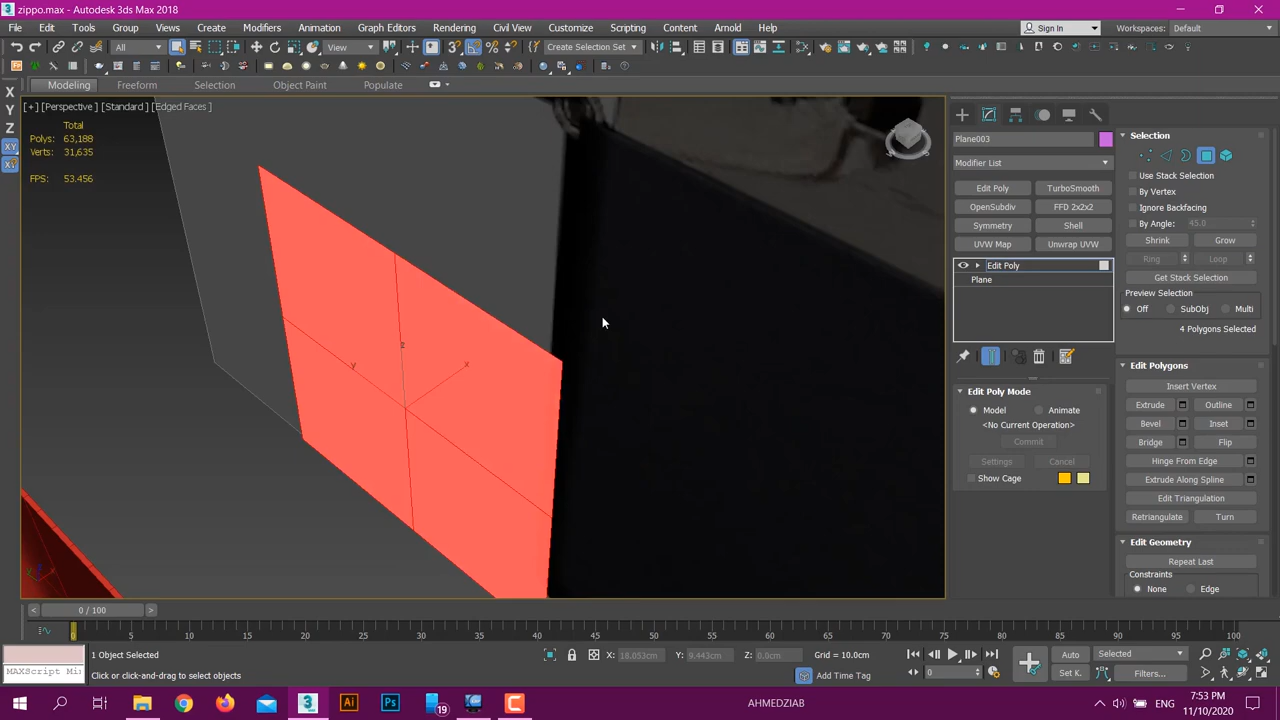 zippo.max - Autodesk 3ds Max 2018
File Edit Tools Group Views Create Modifiers Animation Graph Editors Rendering Civil View Customize Scripting Content Arnold Help Sign In Workspaces: Default
All View Create Selection Set
Modeling Freeform Selection Object Paint Populate
X
Y
Z
XY
[+] [Perspective] [Standard] [Edged Faces]
Total
Polys: 63,188
Verts: 31,635
FPS: 53.456
z
Y
x
Plane003
Modifier List
Edit Poly TurboSmooth
OpenSubdiv FFD 2x2x2
Symmetry Shell
UVW Map Unwrap UVW
Edit Poly
Plane
Edit Poly Mode
Model Animate
<No Current Operation>
Commit
Settings Cancel
Show Cage
Selection
Use Stack Selection
By Vertex
Ignore Backfacing
By Angle: 45.0
Shrink Grow
Ring Loop
Get Stack Selection
Preview Selection
Off SubObj Multi
4 Polygons Selected
Edit Polygons
Insert Vertex
Extrude Outline
Bevel Inset
Bridge Flip
Hinge From Edge
Extrude Along Spline
Edit Triangulation
Retriangulate Turn
Edit Geometry
Repeat Last
Constraints
None Edge
0 / 100
0 5 10 15 20 25 30 35 40 45 50 55 60 65 70 75 80 85 90 95 100
1 Object Selected X: 18.053cm Y: 9.443cm Z: 0.0cm Grid = 10.0cm Auto Selected
MAXScript Mi: Click or click-and-drag to select objects Add Time Tag Set K. 0 Filters...
19 AHMEDZIAB ENG 7:53 PM
11/10/2020